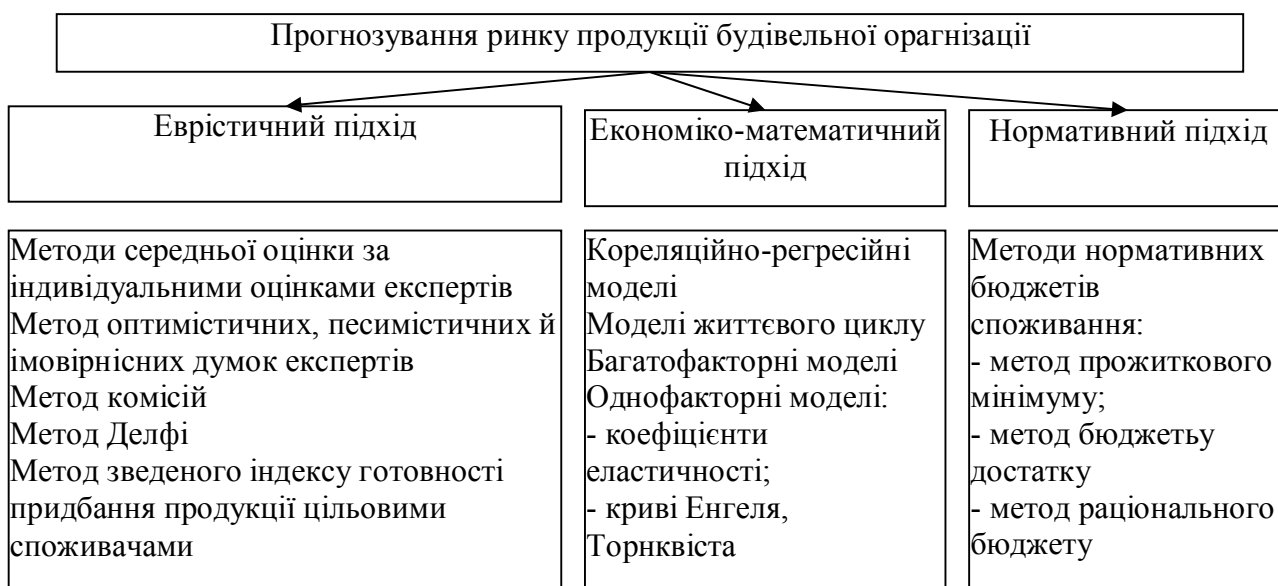 Прогнозування ринку продукції будівельної орагнізації
Еврістичний підхід
Економіко-математичний
підхід
Нормативний підхід
Методи середньої оцінки за
індивідуальними оцінками експертів
Метод оптимістичних, песимістичних й
імовірнісних думок експертів
Метод комісій
Метод Делфі
Метод зведеного індексу готовності
придбання продукції цільовими
споживачами
Кореляційно-регресійні
моделі
Моделі життєвого циклу
Багатофакторні моделі
Однофакторні моделі:
- коефіцієнти
еластичності;
- криві Енгеля,
Торнквіста
Методи нормативних
бюджетів
споживання:
- метод прожиткового
мінімуму;
- метод бюджетьу
достатку
- метод раціонального
бюджету